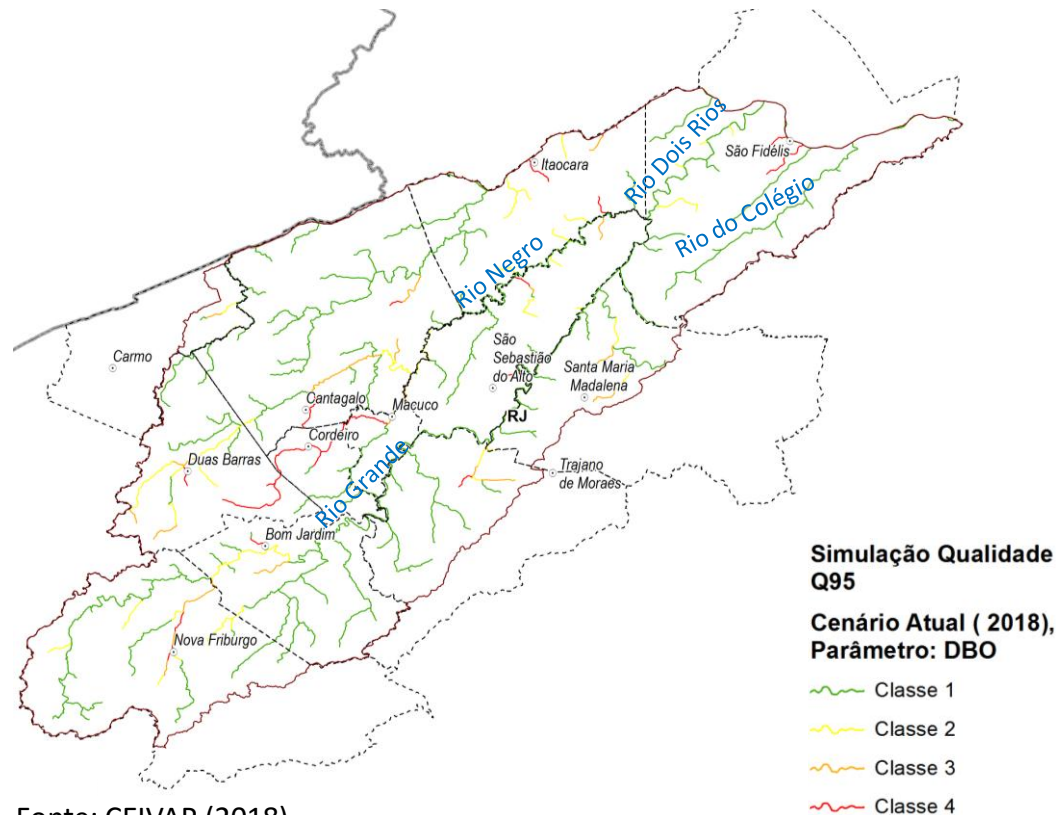 Rio Dois Rios
São Fidélis
Itaocara
Rio do Colégio
Rio Negro
Carmo
São
Sebastião
do Alto
Santa Maria
Madalena
Cantagalo
Macuco
RJ
Cordeiro
Duas Barras
Rio Grande
Trajano
de Moraes
Bom Jardim
Nova Friburgo
Simulação Qualidade
Q95
Cenário Atual ( 2018),
Parâmetro: DBO
Classe 1
Classe 2
Classe 3
Classe 4
Fonte: CEIVAP (2018)